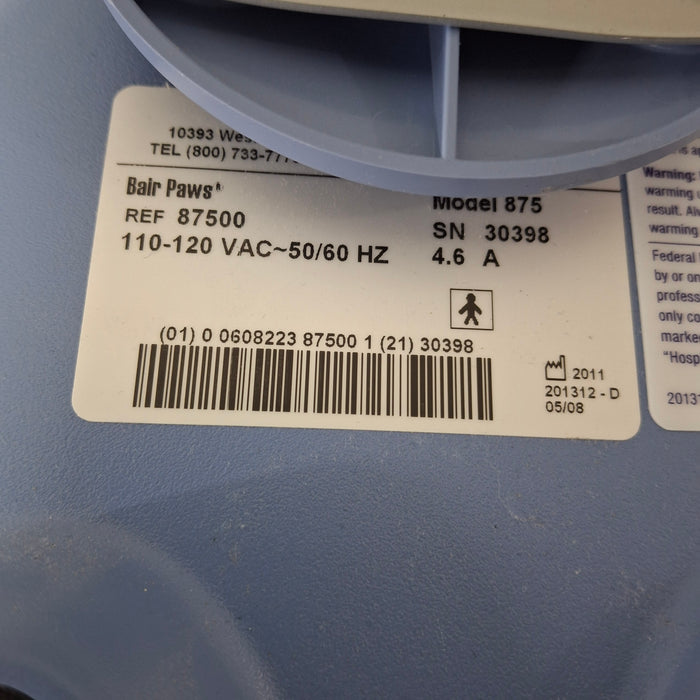 10393 Wes
TEL (800) 733-777
Bair Paws®
Model 875
REF 87500
SN 30398
110-120 VAC~50/60 HZ
4.6 A
(01) 0 0608223 87500 1 (21) 30398
2011
201312 - D
05/08
Warning:
warming
result. Al
warming
Federal
by or on
profess
only co
marke
"Hosp
2013